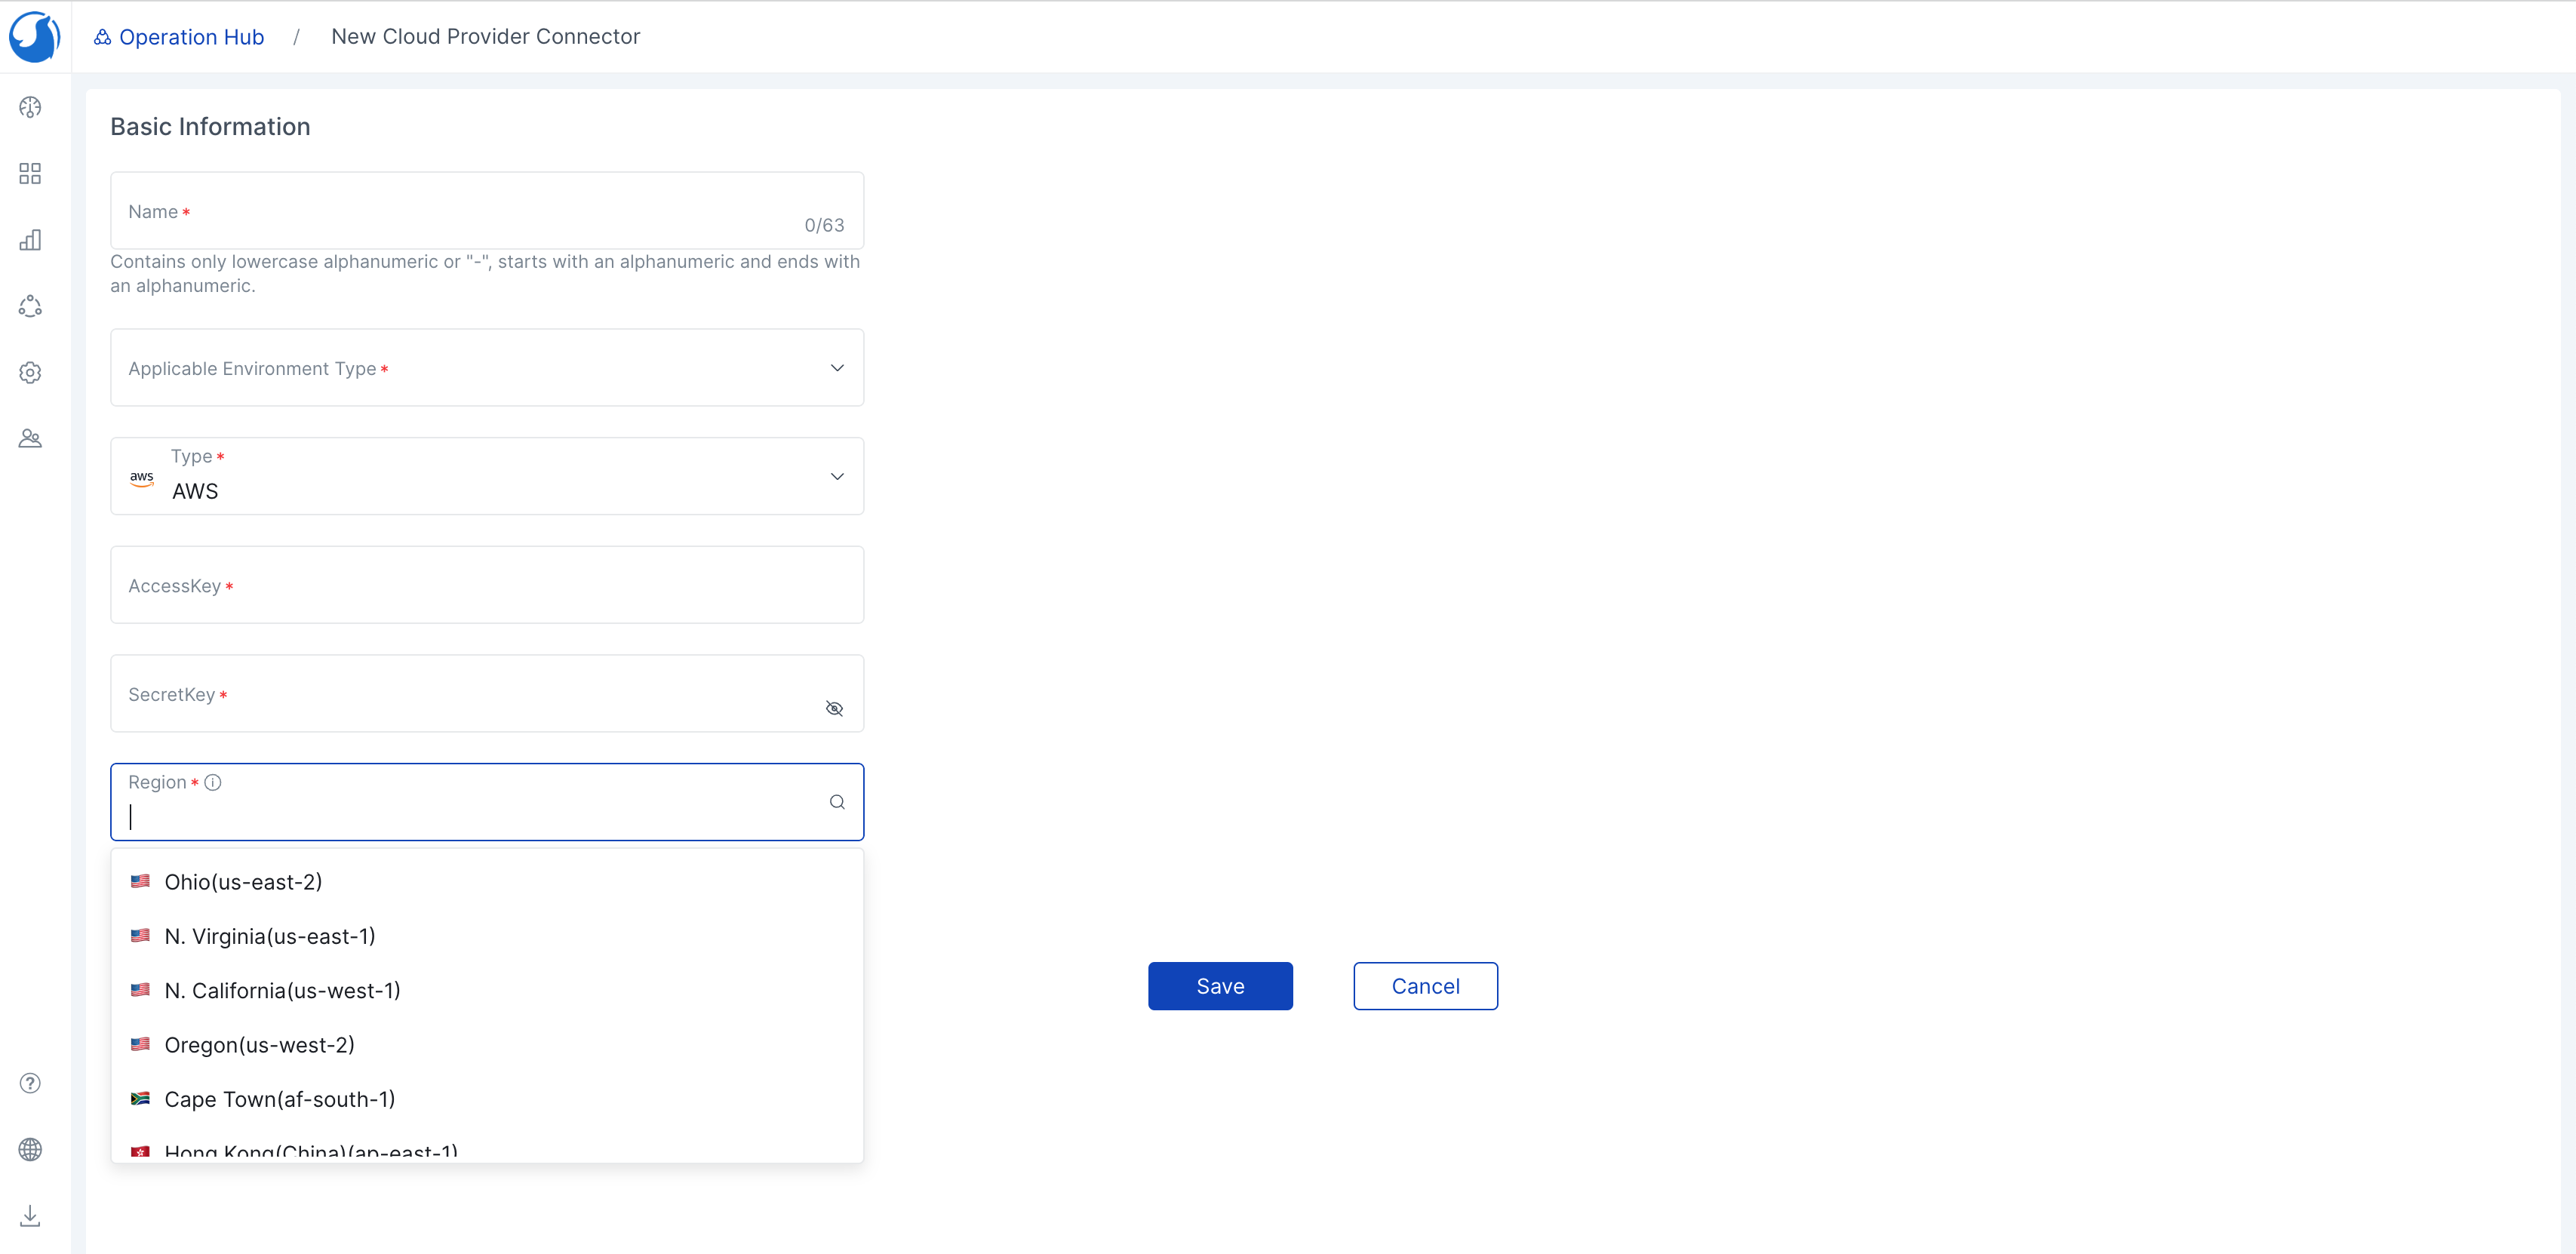 Operation Hub / New Cloud Provider Connector
Basic Information
Name *
0/63
Contains only lowercase alphanumeric or "-", starts with an alphanumeric and ends with
an alphanumeric.
Applicable Environment Type *
Type *
aws
AWS
AccessKey *
SecretKey *
Region *
Ohio(us-east-2)
N. Virginia(us-east-1)
N. California(us-west-1)
Oregon(us-west-2)
Cape Town(af-south-1)
Hong Kong(China)(ap-east-1)
Save
Cancel